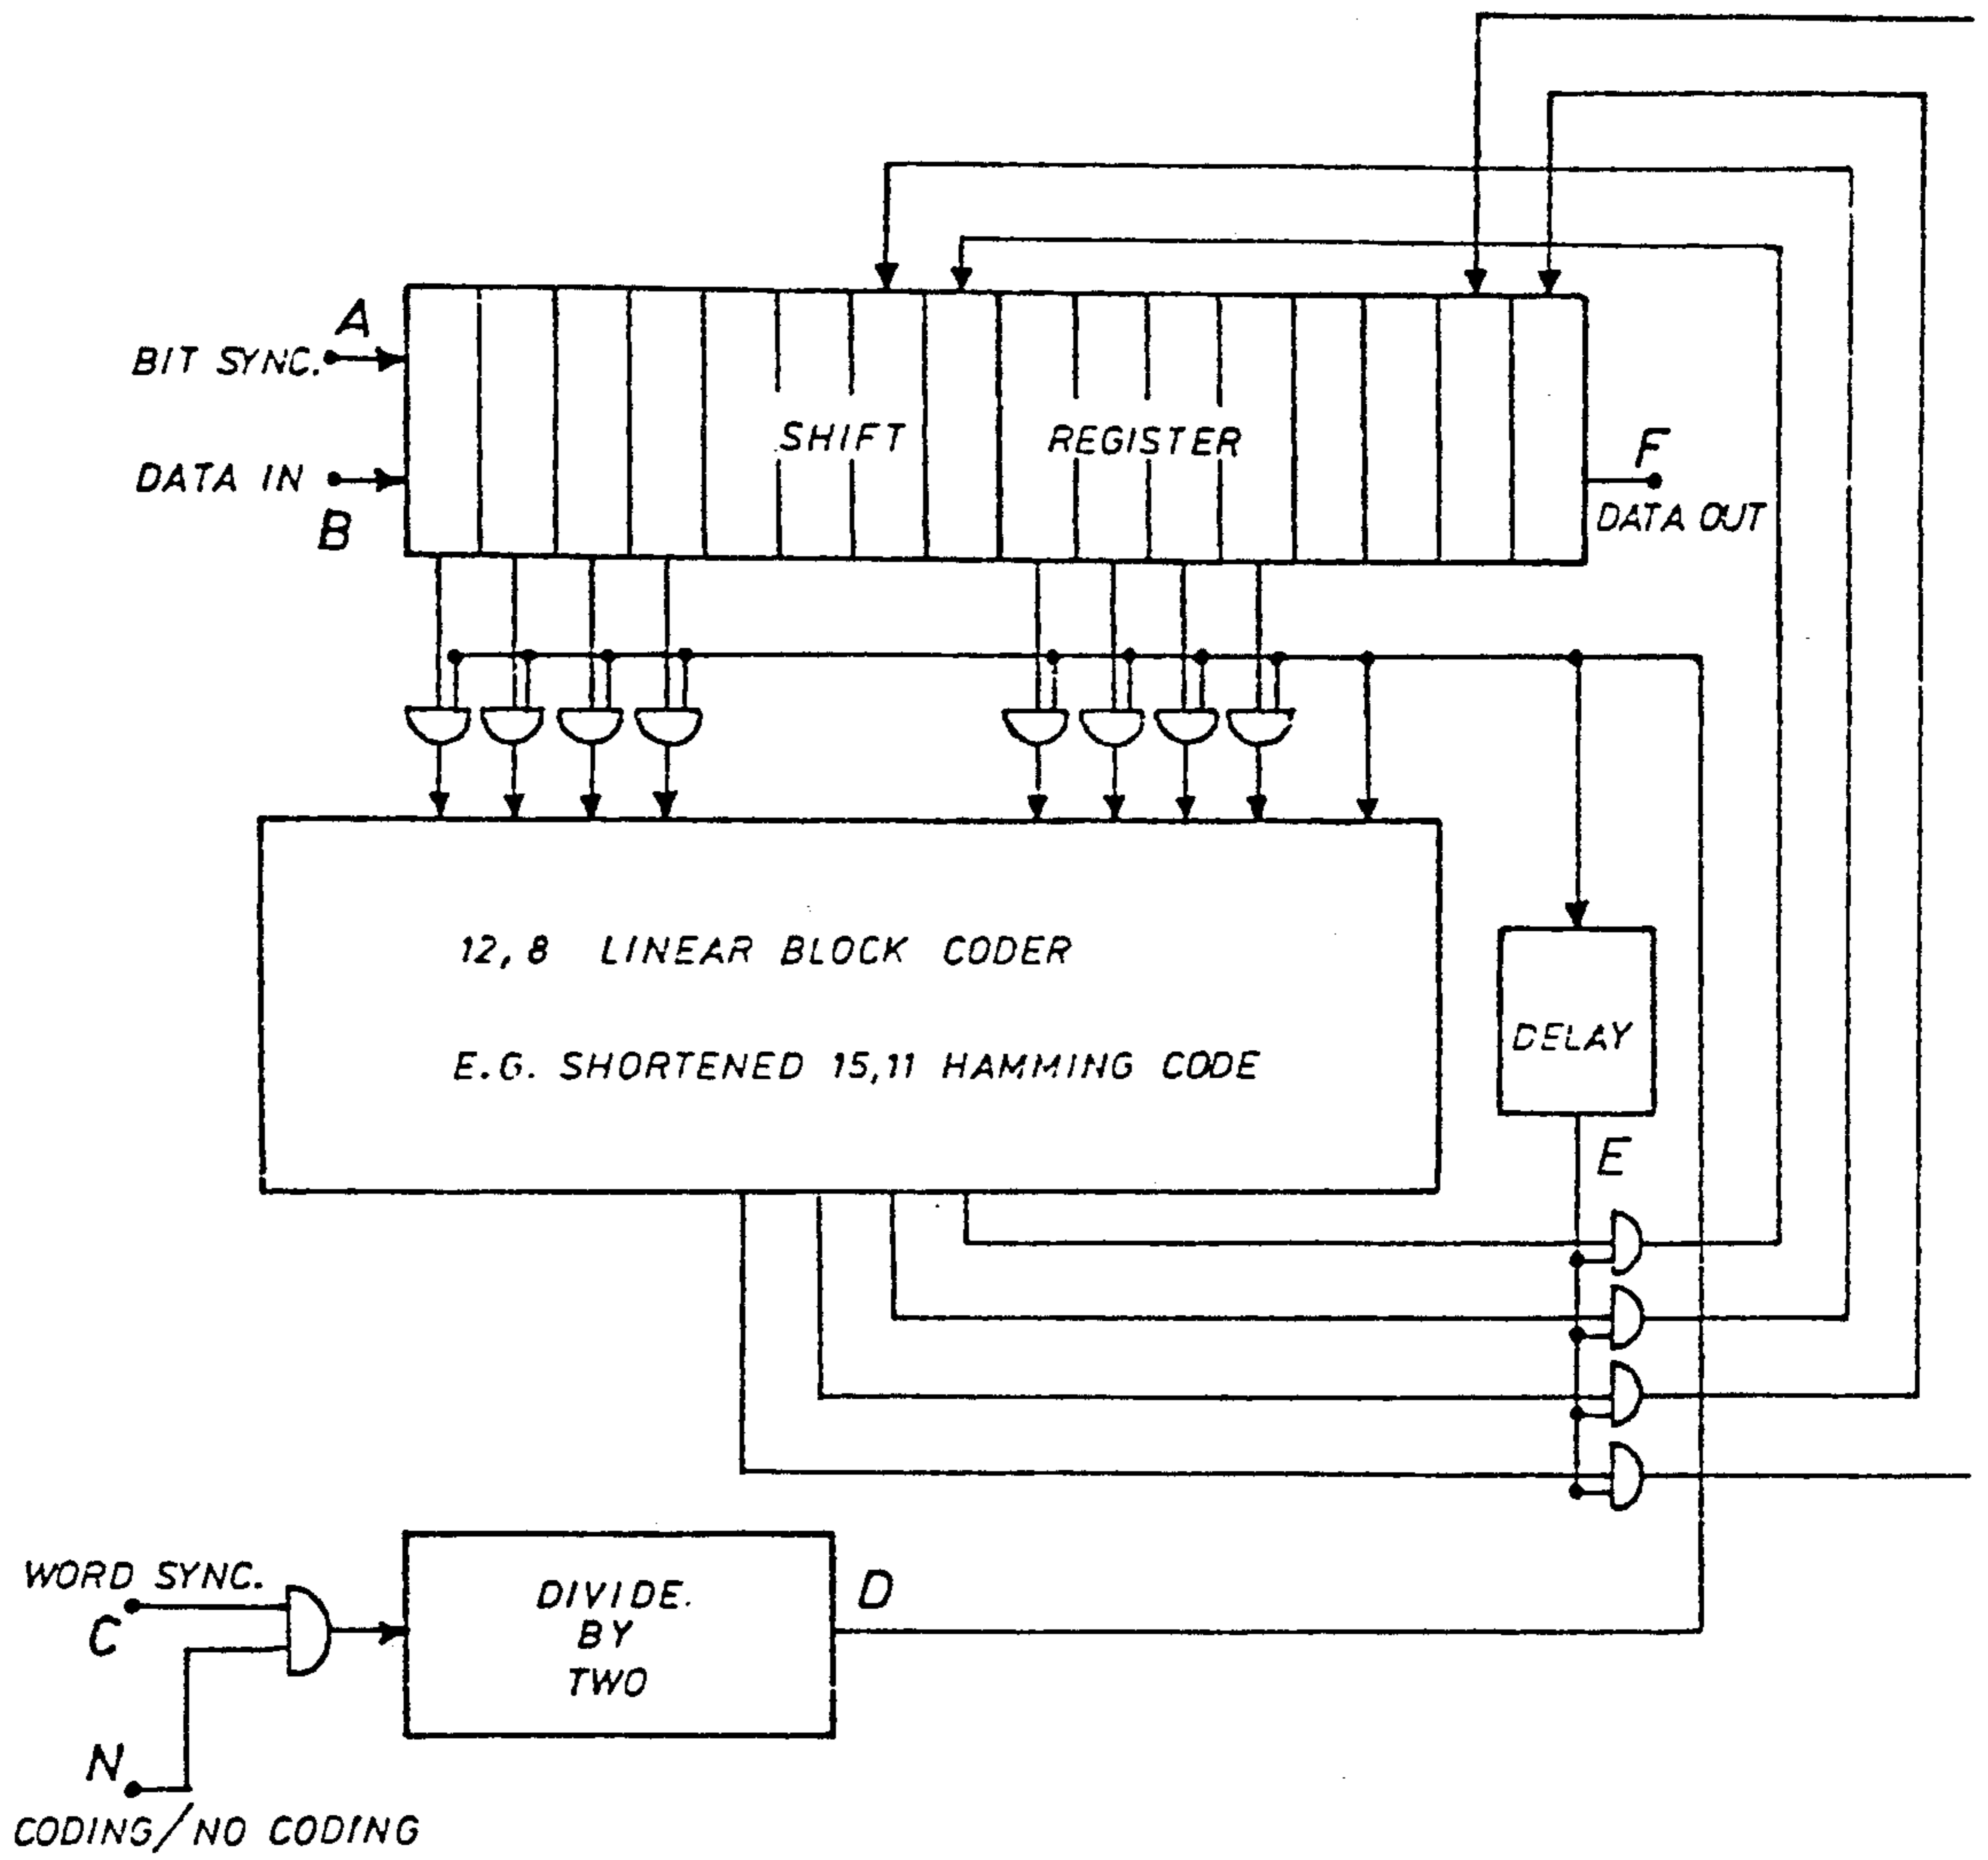 A
BIT SYNC.
SHIFT REGISTER
F
DATA IN
DATA OUT
B
12,8 LINEAR BLOCK CODER
E.G. SHORTENED 15,11 HAMMING CODE
DELAY
E
WORD SYNC.
C
DIVIDE.
BY
TWO
D
N
CODING/NO CODING